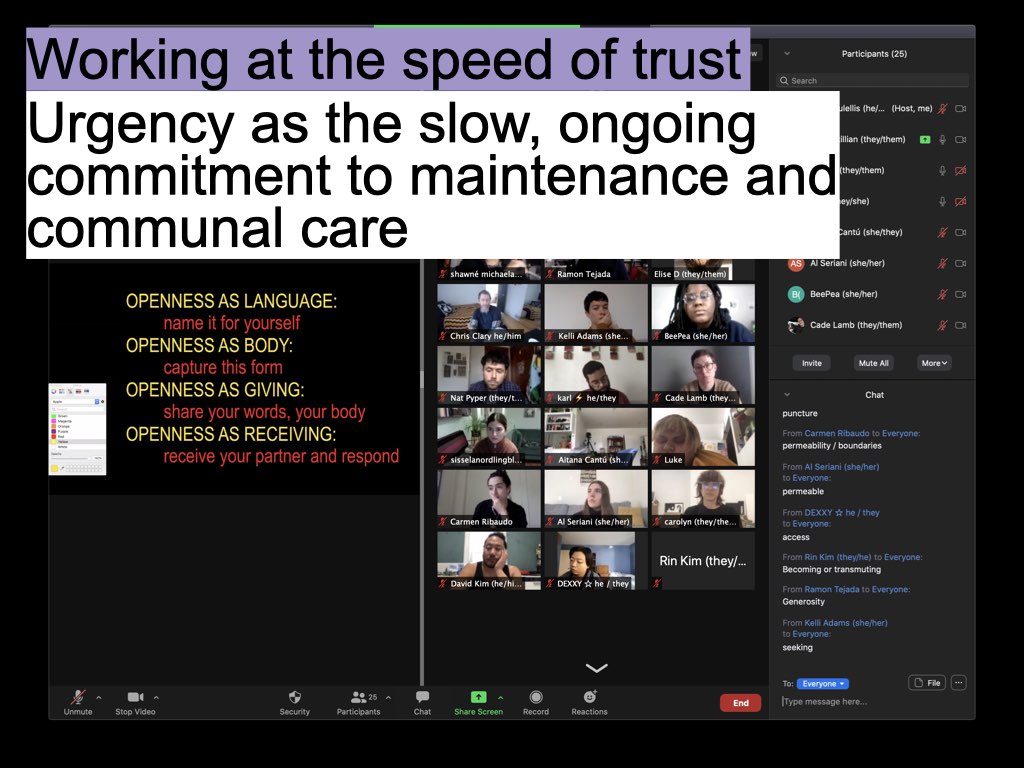 Working at the speed of trust
Urgency as the slow, ongoing
commitment to maintenance and
communal care
OPENNESS AS LANGUAGE:
name it for yourself
OPENNESS AS BODY:
capture this form
OPENNESS AS GIVING:
share your words, your body
OPENNESS AS RECEIVING:
receive your partner and respond
shawné michaela...
Ramon Tejada
Elise D (they/them)
Chris Clary he/him
Kelli Adams (she...
BeePea (she/her)
Nat Pyper (they/t...
karl ⚡ he/they
Cade Lamb (they...
sisselanordlingbl...
Aitana Cantú (sh...
Luke
Carmen Ribaudo
Al Seriani (she/her)
carolyn (they/the...
David Kim (he/hi...
DEXXY ☆ he / they
Rin Kim (they/...
Participants (25)
Search
(Host, me)
(they/them)
(they/them)
Cantú (she/they)
AS Al Seriani (she/her)
B( BeePea (she/her)
Cade Lamb (they/them)
Invite
Mute All
More
Chat
puncture
From Carmen Ribaudo to Everyone:
permeability / boundaries
From Al Seriani (she/her)
to Everyone:
permeable
From DEXXY ☆ he / they
to Everyone:
access
From Rin Kim (they/he) to Everyone:
Becoming or transmuting
From Ramon Tejada to Everyone:
Generosity
From Kelli Adams (she/her)
to Everyone:
seeking
To: Everyone
File
Type message here...
Unmute
Stop Video
Security
25
Participants
Chat
Share Screen
Record
Reactions
End